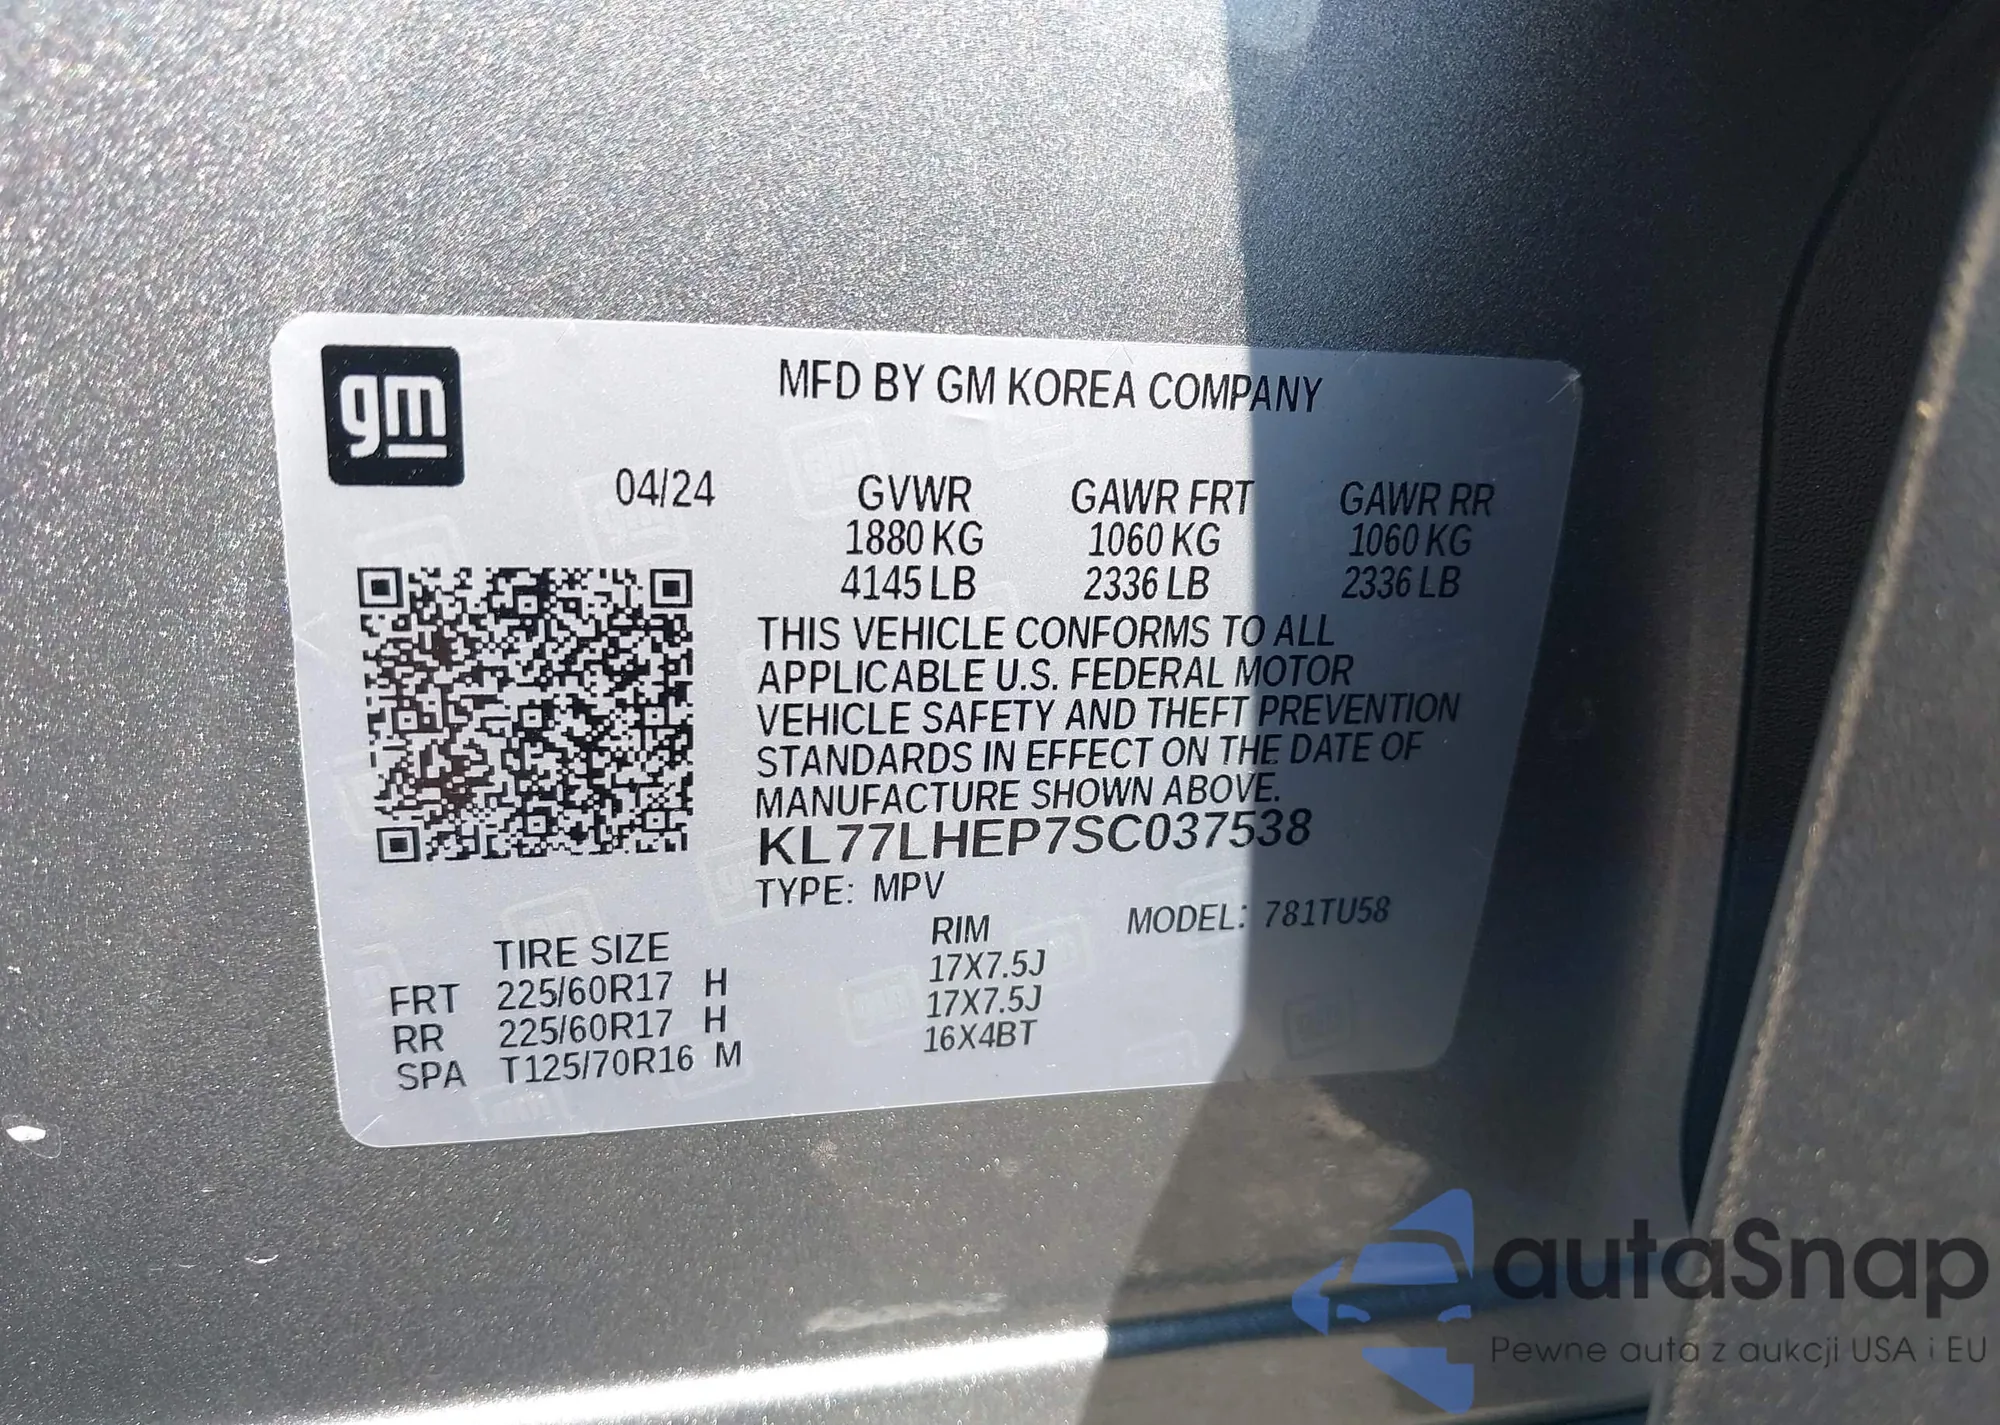 gm
MFD BY GM KOREA COMPANY
04/24 GVWR GAWR FRT GAWR RR
1880 KG 1060 KG 1060 KG
4145 LB 2336 LB 2336 LB
THIS VEHICLE CONFORMS TO ALL
APPLICABLE U.S. FEDERAL MOTOR
VEHICLE SAFETY AND THEFT PREVENTION
STANDARDS IN EFFECT ON THE DATE OF
MANUFACTURE SHOWN ABOVE.
KL77LHEP7SC037538
TYPE: MPV
MODEL: 781TU58
TIRE SIZE RIM
FRT 225/60R17 H 17X7.5J
RR 225/60R17 H 17X7.5J
SPA T125/70R16 M 16X4BT
autaSnap
Pewne auta z aukcji USA i EU